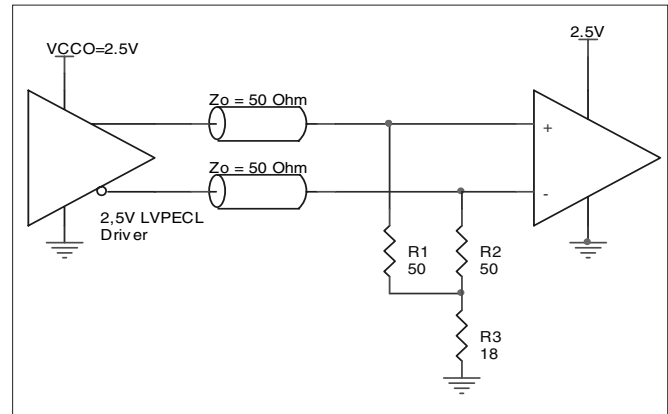 VCCO=2.5V
2.5V
Zo = 50 Ohm
+
Zo = 50 Ohm
-
2,5V LVPECL
Driver
R1
50
R2
50
R3
18